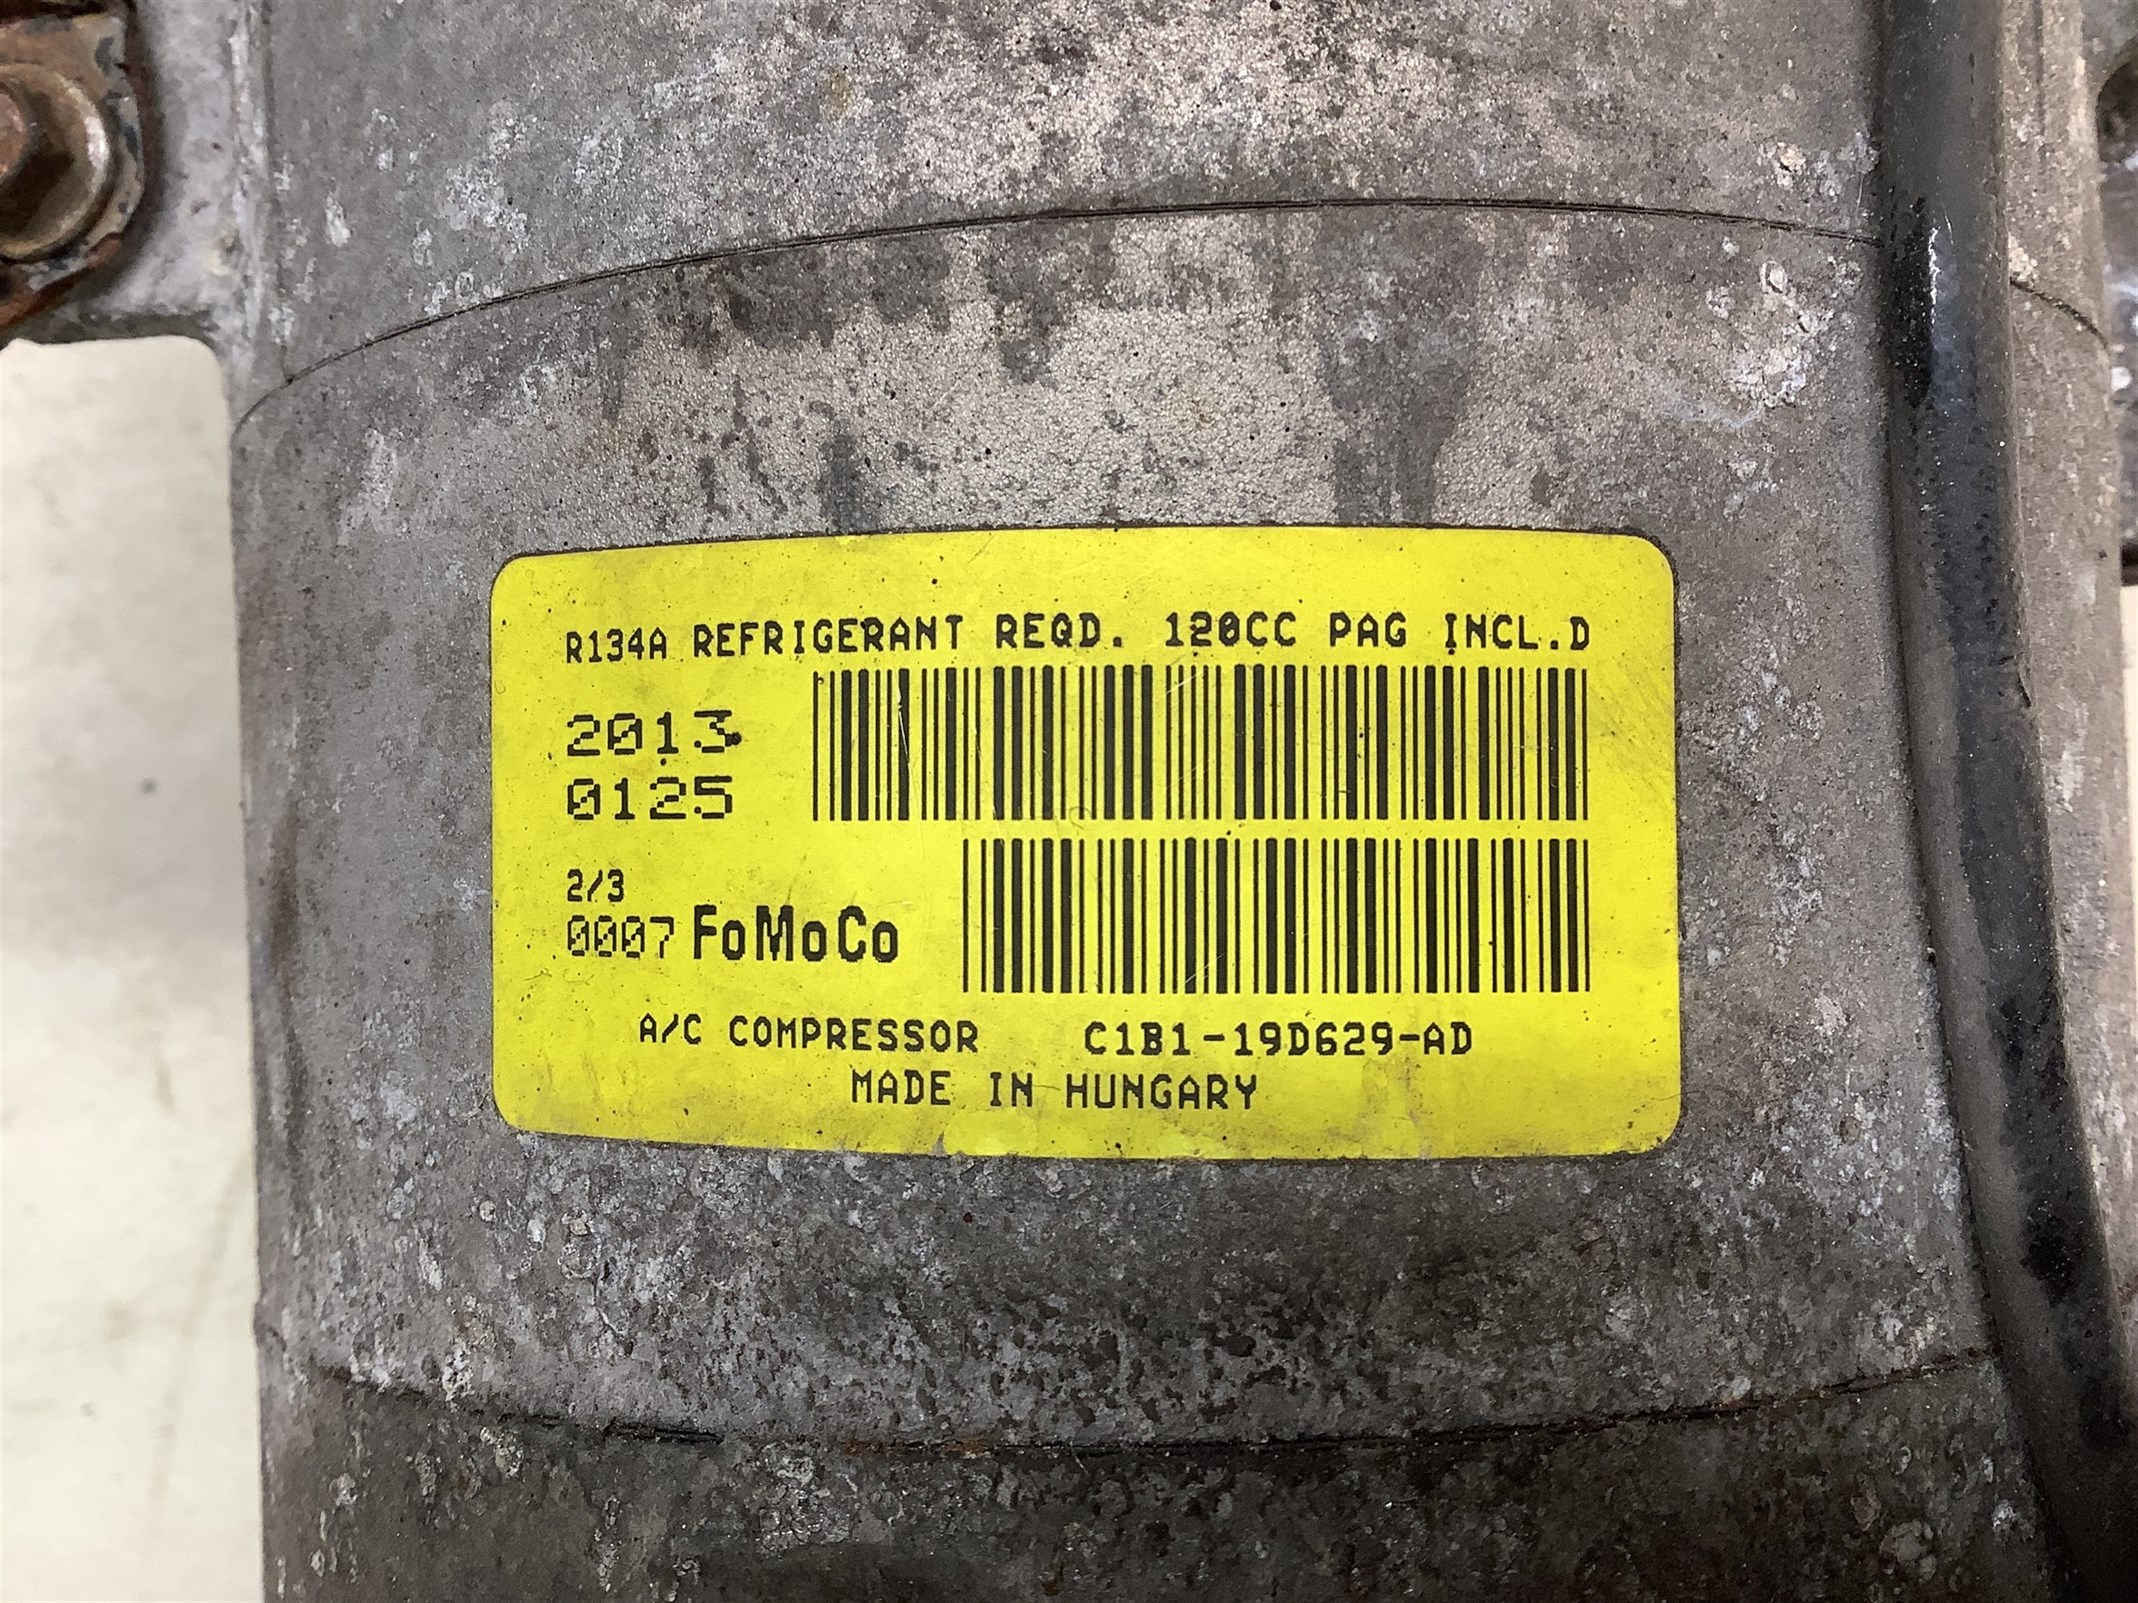 R134A REFRIGERANT REQD. 120CC PAG INCL.D
2013
0125
2/3
0007 FoMoCo
A/C COMPRESSOR C1B1-19D629-AD
MADE IN HUNGARY